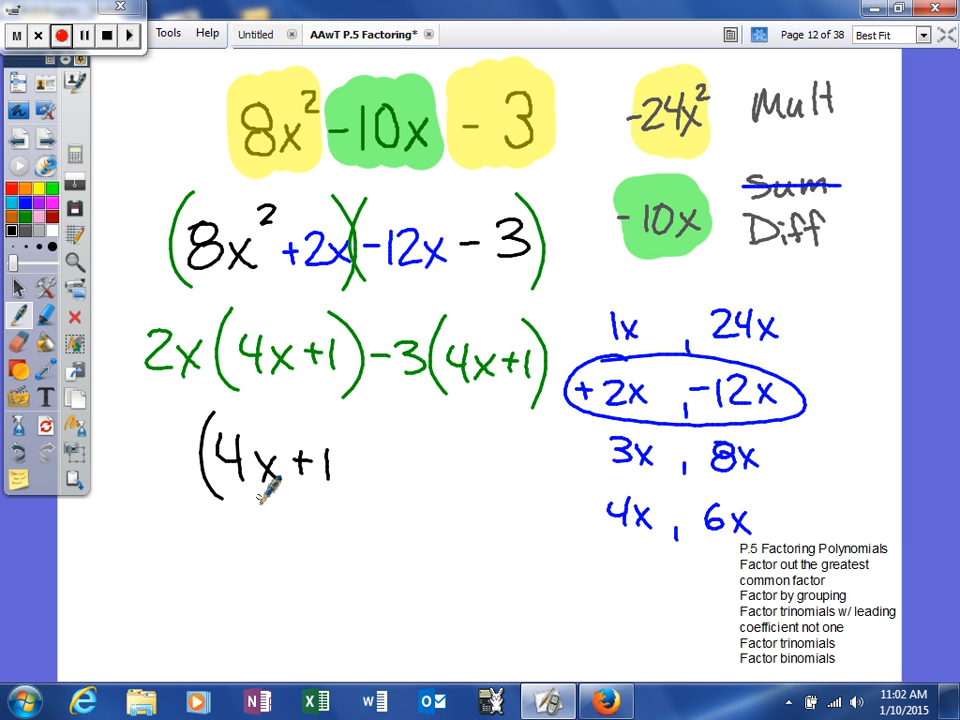 M
Tools Help Untitled AAwT P.5 Factoring* Page 12 of 38 Best Fit
8x² -10x - 3
-24x² Mult
-10x Sum
Diff
(8x² +2x)(-12x - 3)
2x(4x+1) -3(4x+1)
(4x+1
1x, 24x
+2x, -12x
3x, 8x
4x, 6x
P.5 Factoring Polynomials
Factor out the greatest
common factor
Factor by grouping
Factor trinomials w/ leading
coefficient not one
Factor trinomials
Factor binomials
11:02 AM
1/10/2015